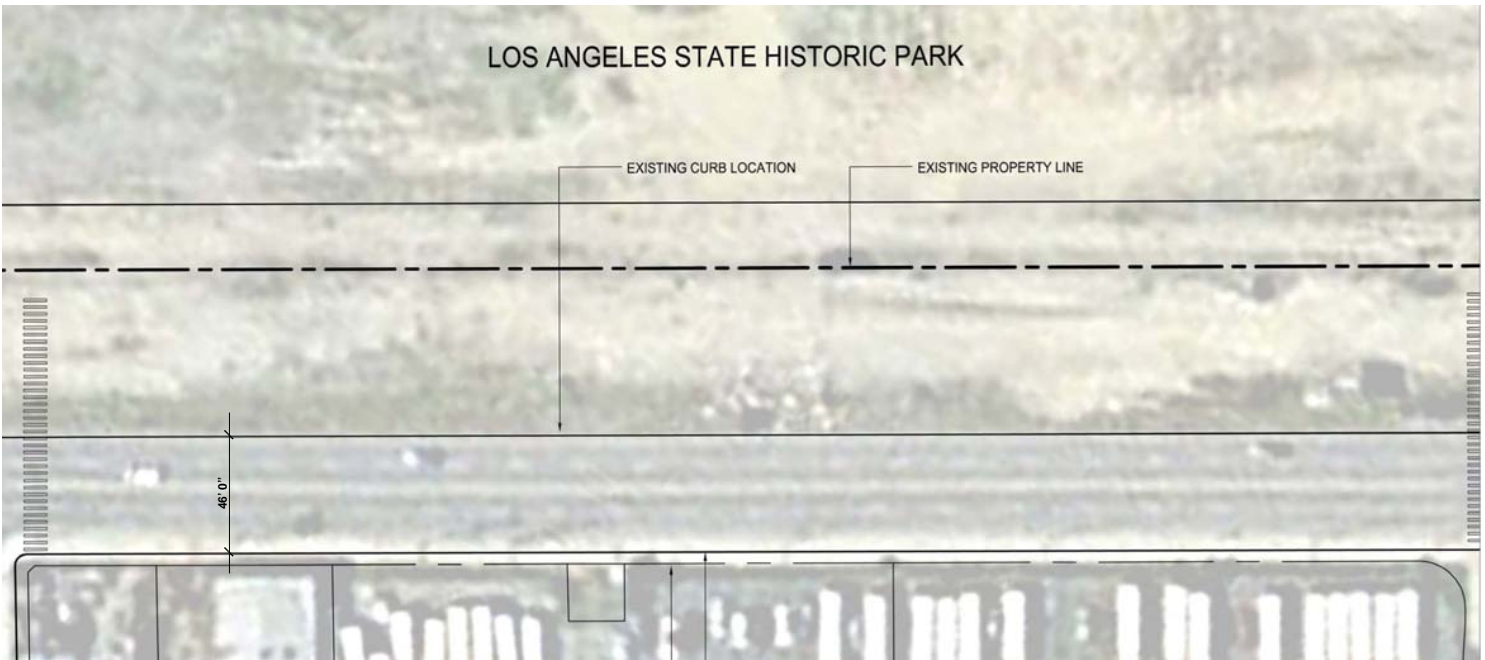 LOS ANGELES STATE HISTORIC PARK
EXISTING CURB LOCATION
EXISTING PROPERTY LINE
46' 0"